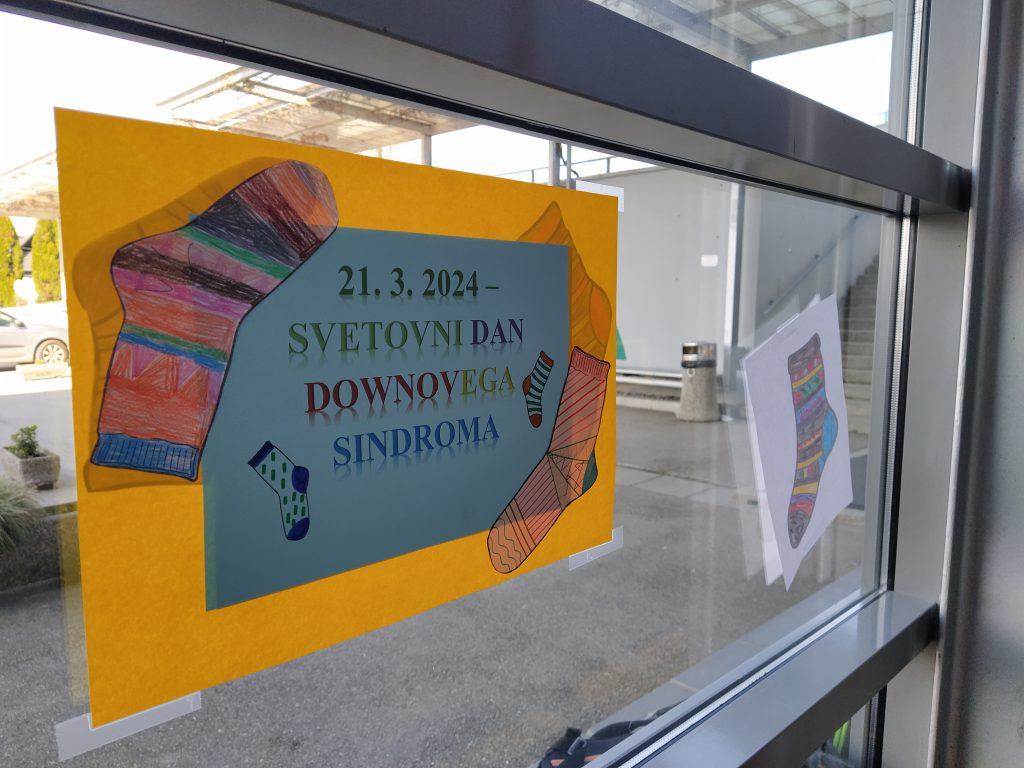 21. 3. 2024 –
SVETOVNI DAN
DOWNOVEGA
SINDROMA